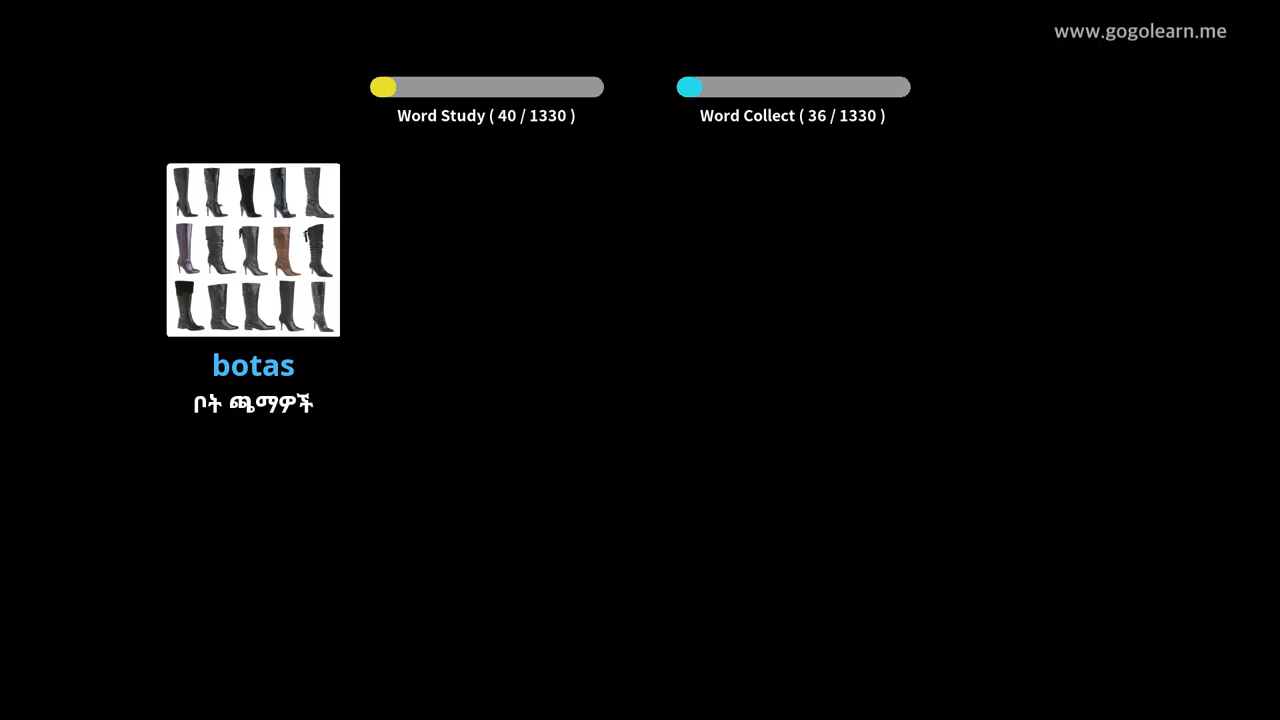 www.gogolearn.me
Word Study ( 40 / 1330 )
Word Collect ( 36 / 1330 )
botas
ቦት ጫማዎች